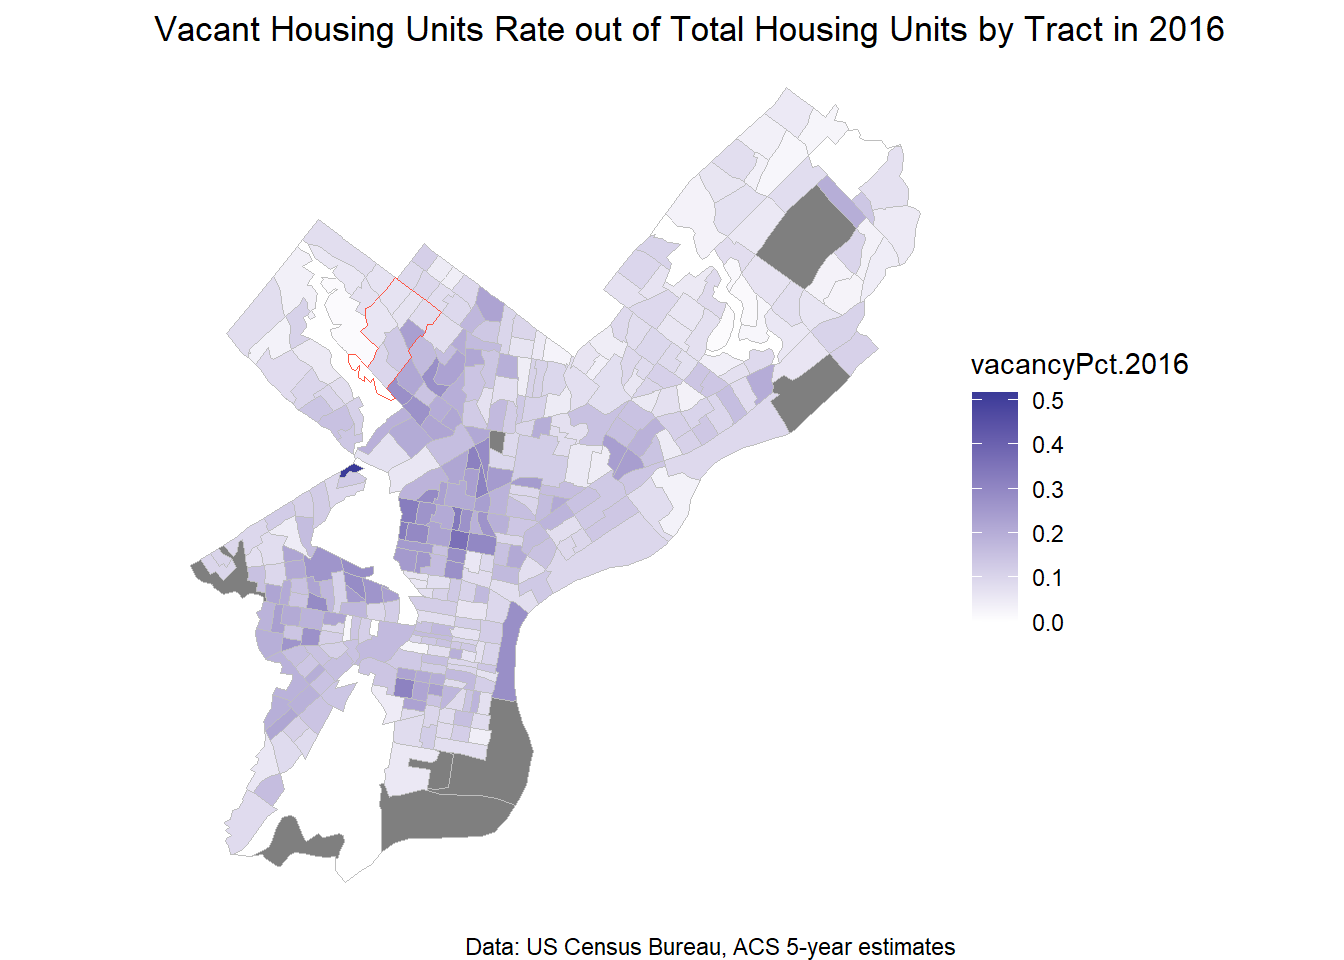 Vacant Housing Units Rate out of Total Housing Units by Tract in 2016
vacancyPct.2016
0.5
0.4
0.3
0.2
0.1
0.0
Data: US Census Bureau, ACS 5-year estimates